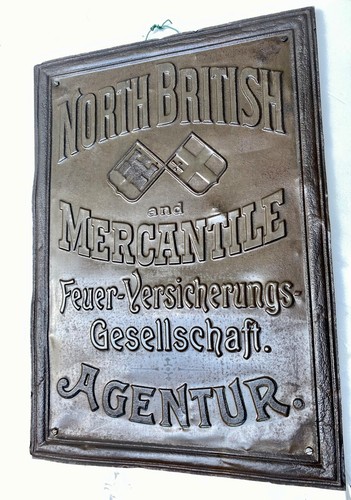 NORTH BRITISH
and
MERCANTILE
Feuer-Versicherungs-
Gesellschaft.
AGENTUR.